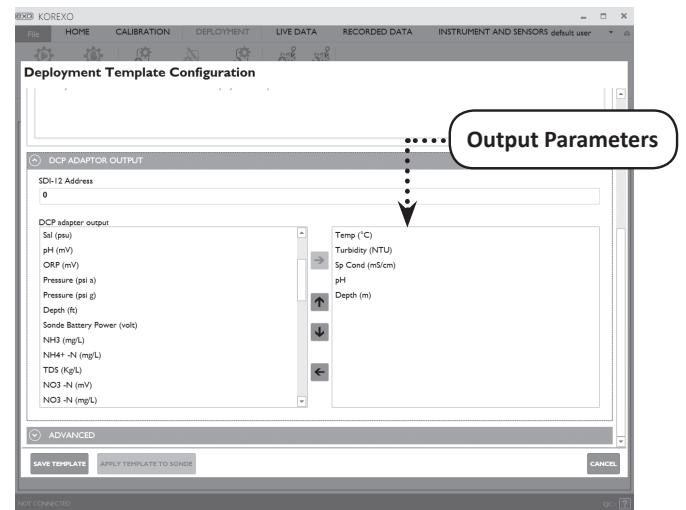 EXO KOREXO
File HOME CALIBRATION DEPLOYMENT LIVE DATA RECORDED DATA INSTRUMENT AND SENSORS default user
Deployment Template Configuration
Output Parameters
DCP ADAPTOR OUTPUT
SDI-12 Address
0
DCP adapter output
Sal (psu)
pH (mV)
ORP (mV)
Pressure (psi a)
Pressure (psi g)
Depth (ft)
Sonde Battery Power (volt)
NH3 (mg/L)
NH4+ -N (mg/L)
TDS (Kg/L)
NO3 -N (mV)
NO3 -N (mg/L)
Temp (°C)
Turbidity (NTU)
Sp Cond (mS/cm)
pH
Depth (m)
ADVANCED
SAVE TEMPLATE APPLY TEMPLATE TO SONDE CANCEL
NOT CONNECTED QC: ?